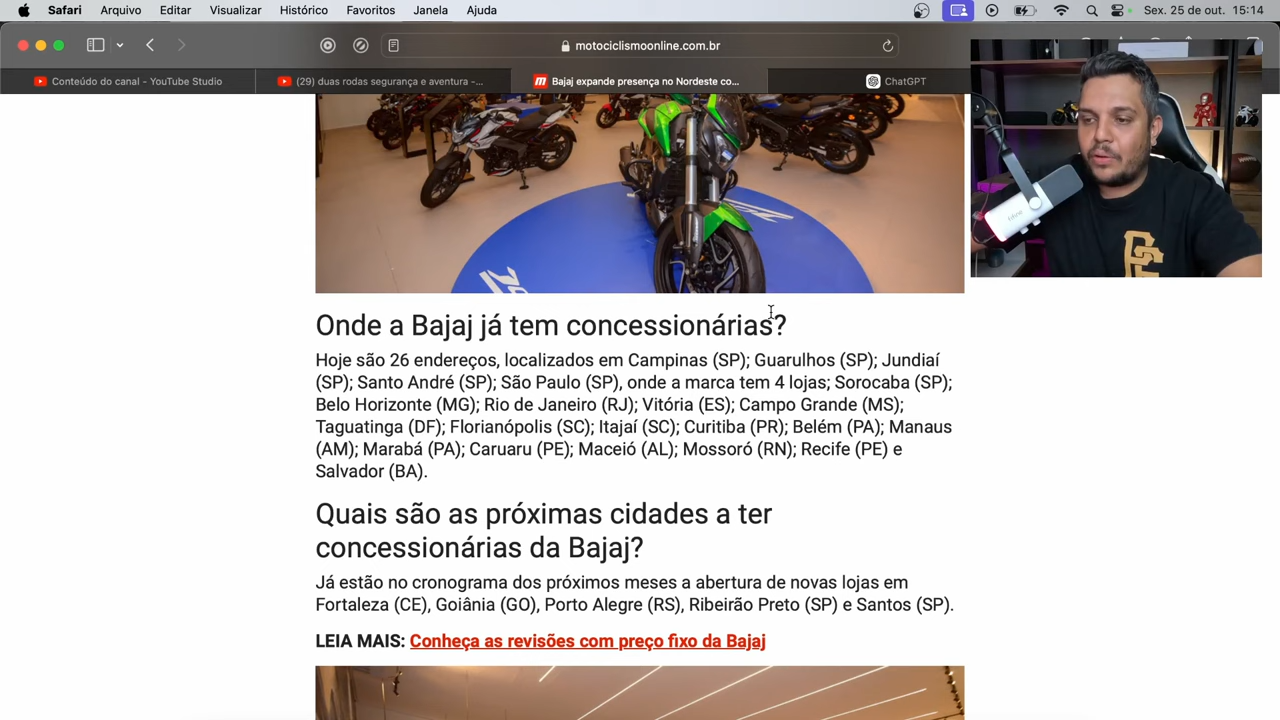 Safari Arquivo Editar Visualizar Histórico Favoritos Janela Ajuda Sex. 25 de out. 15:14
motociclismoonline.com.br
Conteúdo do canal - YouTube Studio
(29) duas rodas segurança e aventura -...
Bajaj expande presença no Nordeste co...
ChatGPT
Onde a Bajaj já tem concessionárias?
Hoje são 26 endereços, localizados em Campinas (SP); Guarulhos (SP); Jundiaí
(SP); Santo André (SP); São Paulo (SP), onde a marca tem 4 lojas; Sorocaba (SP);
Belo Horizonte (MG); Rio de Janeiro (RJ); Vitória (ES); Campo Grande (MS);
Taguatinga (DF); Florianópolis (SC); Itajaí (SC); Curitiba (PR); Belém (PA); Manaus
(AM); Marabá (PA); Caruaru (PE); Maceió (AL); Mossoró (RN); Recife (PE) e
Salvador (BA).
Quais são as próximas cidades a ter
concessionárias da Bajaj?
Já estão no cronograma dos próximos meses a abertura de novas lojas em
Fortaleza (CE), Goiânia (GO), Porto Alegre (RS), Ribeirão Preto (SP) e Santos (SP).
LEIA MAIS: Conheça as revisões com preço fixo da Bajaj